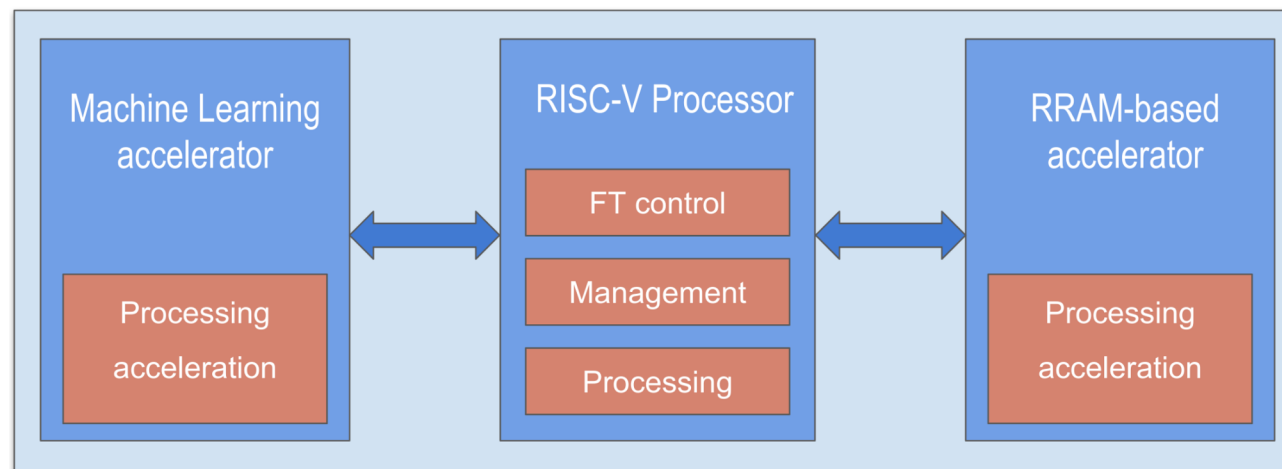 Machine Learning
accelerator
Processing
acceleration
RISC-V Processor
FT control
Management
Processing
RRAM-based
accelerator
Processing
acceleration